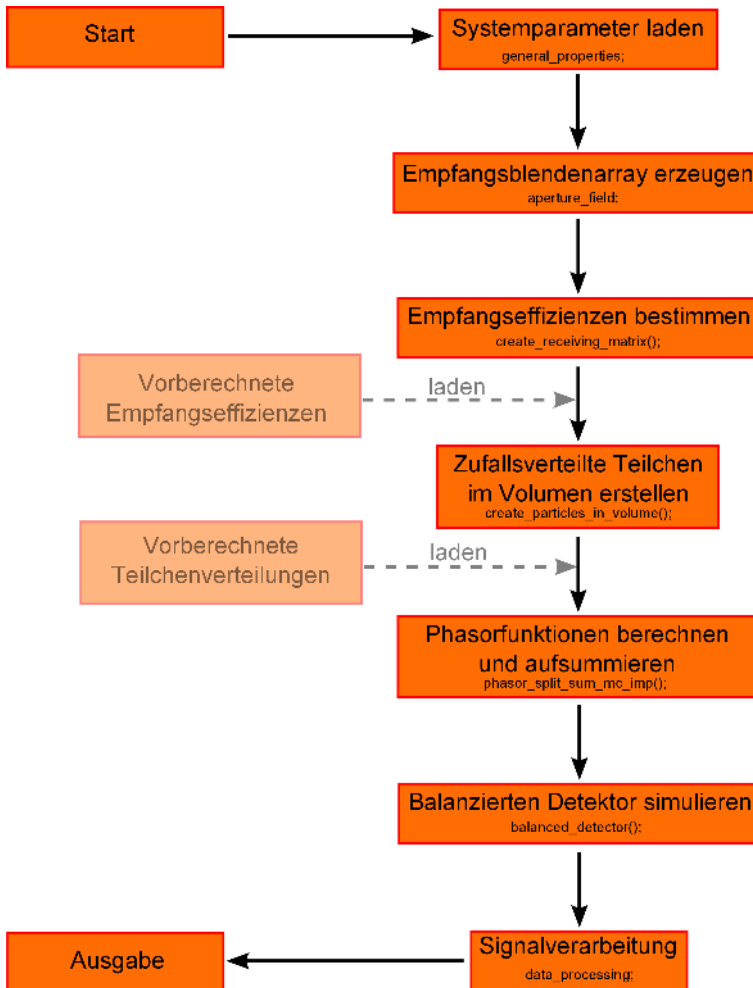 Start
Systemparameter laden
general_properties;
Empfangsblendenarray erzeugen
aperture_field;
Empfangseffizienzen bestimmen
create_receiving_matrix();
Vorberechnete
Empfangseffizienzen
laden
Zufallsverteilte Teilchen
im Volumen erstellen
create_particles_in_volume();
Vorberechnete
Teilchenverteilungen
laden
Phasorfunktionen berechnen
und aufsummieren
phasor_split_sum_mc_imp();
Balanzierten Detektor simulieren
balanced_detector();
Signalverarbeitung
data_processing;
Ausgabe